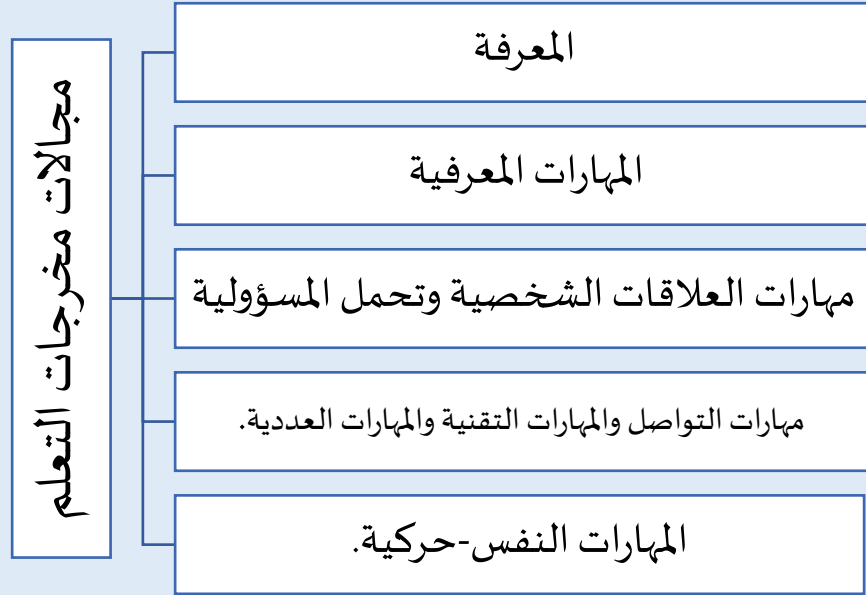 مجالات مخرجات التعلم
المعرفة
المهارات المعرفية
مهارات العلاقات الشخصية وتحمل المسؤولية
مهارات التواصل والمهارات التقنية والمهارات العددية.
المهارات النفس-حركية.